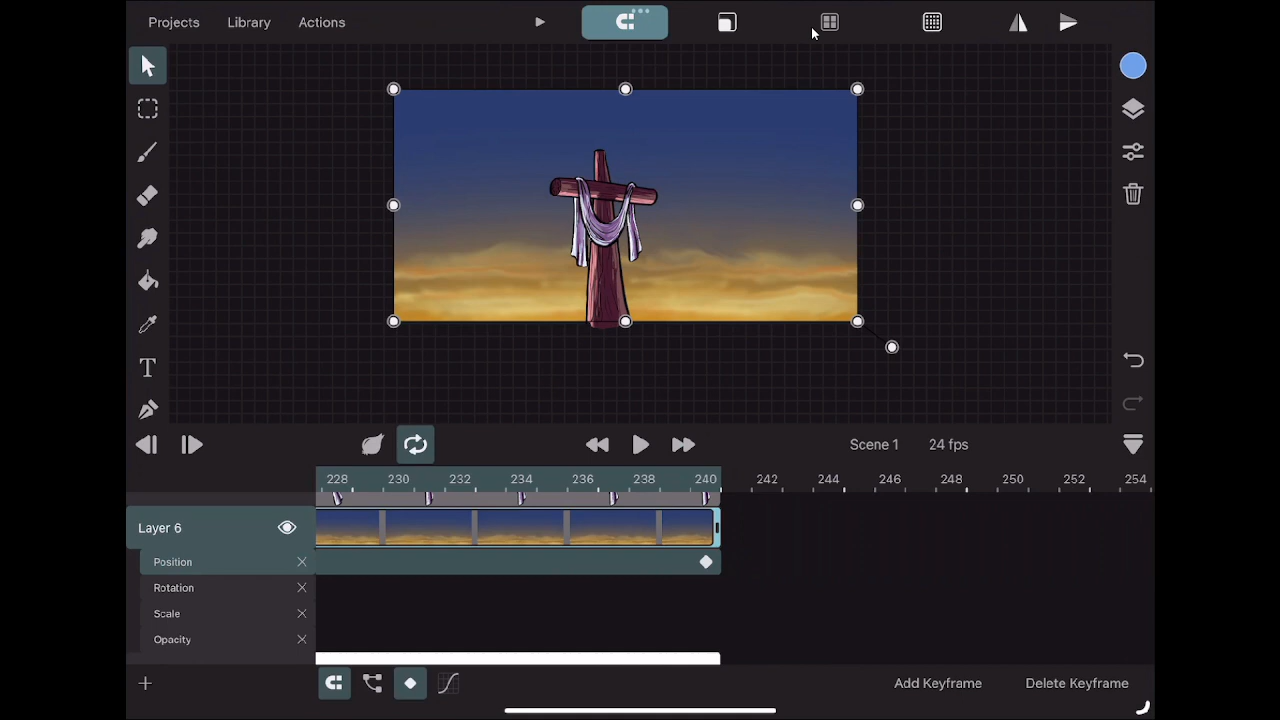 Projects Library Actions
T
Scene 1 24 fps
228 230 232 234 236 238 240 242 244 246 248 250 252 254
Layer 6
Position
Rotation
Scale
Opacity
Add Keyframe Delete Keyframe